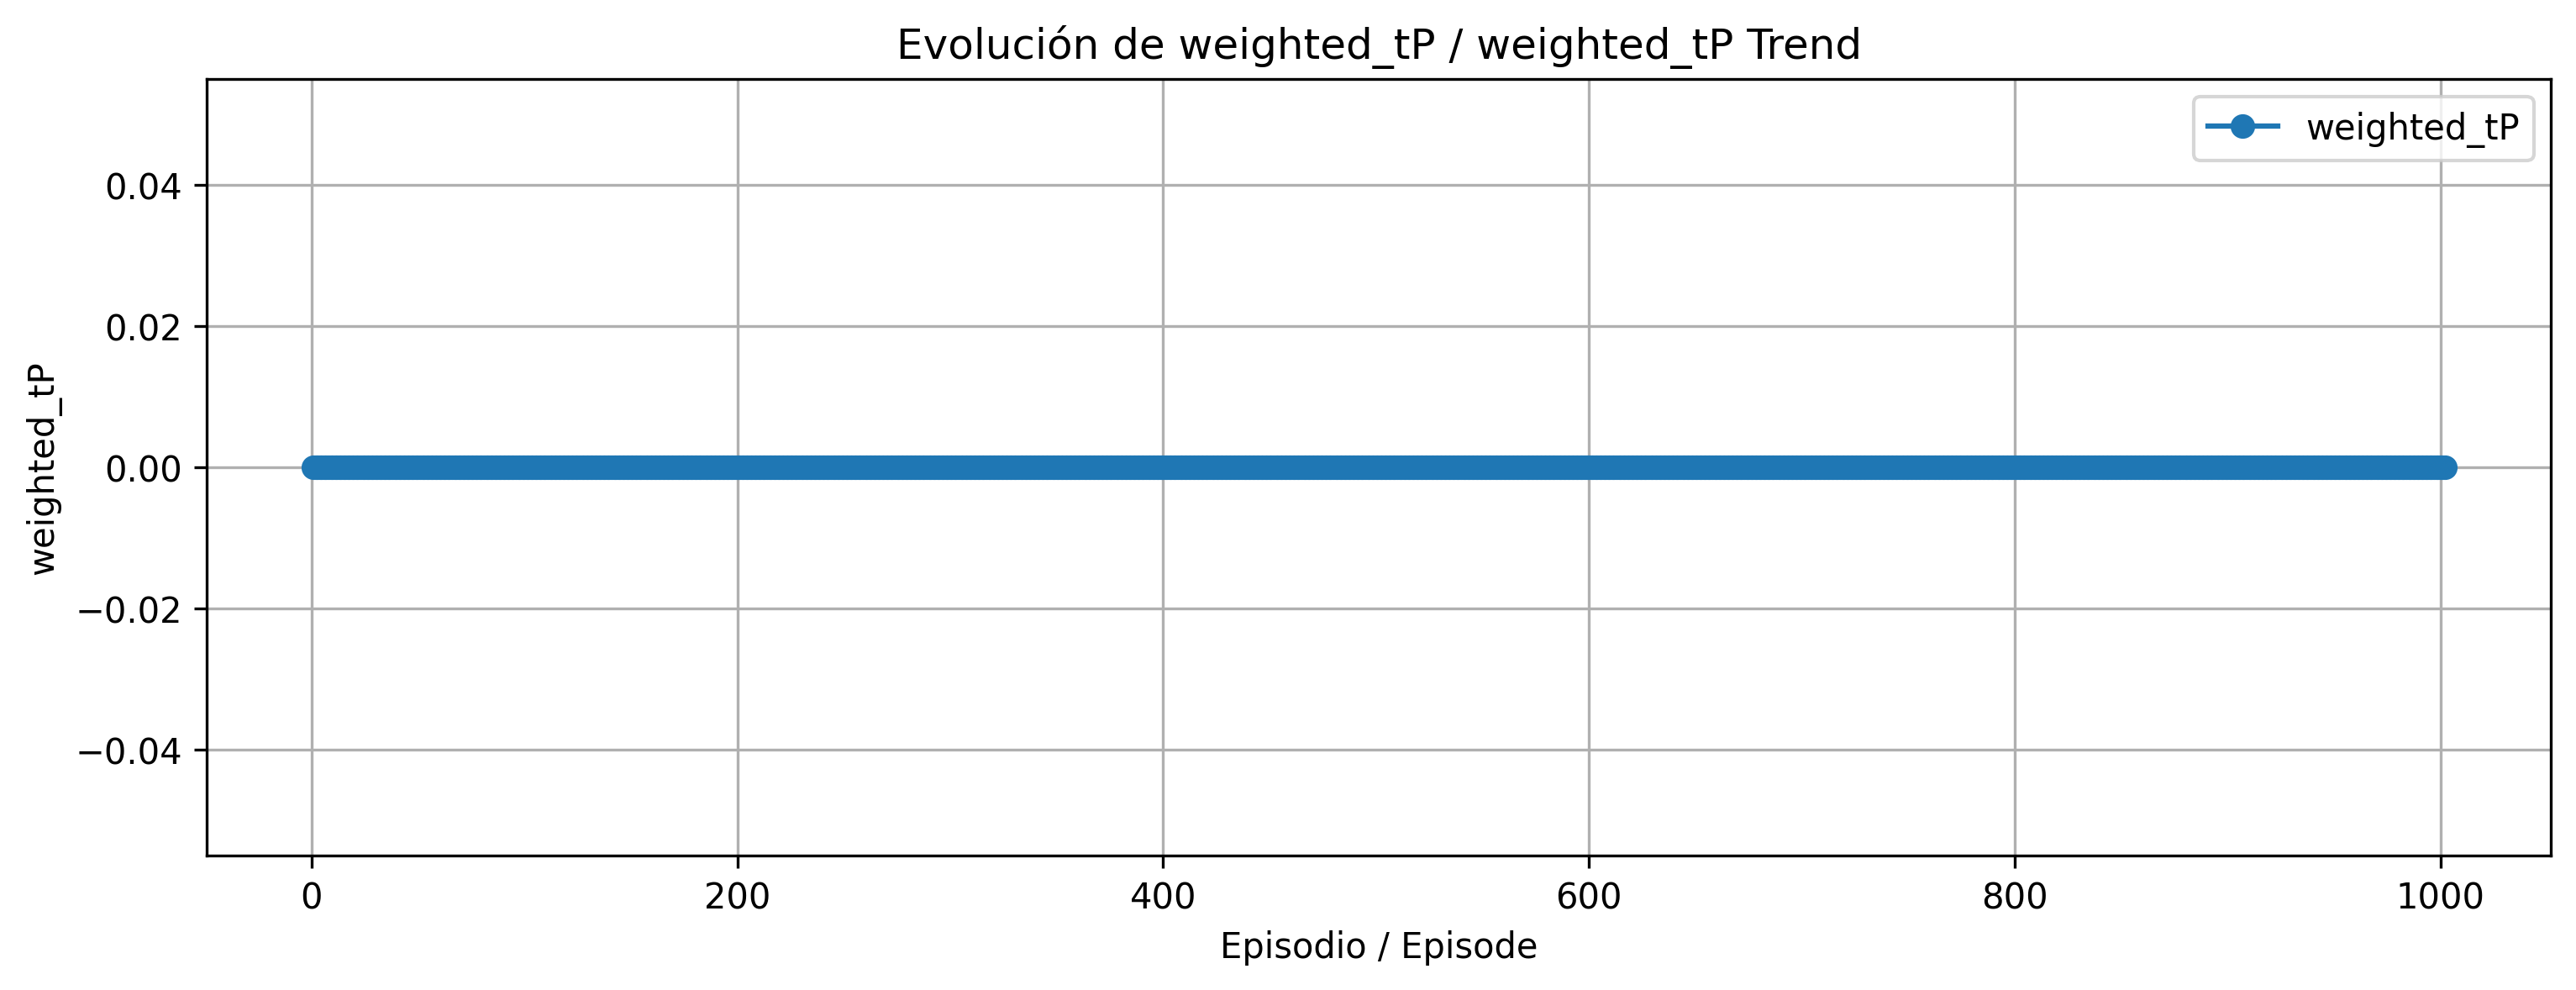 Evolución de weighted_tP / weighted_tP Trend
weighted_tP
weighted_tP
0.04
0.02
0.00
−0.02
−0.04
0 200 400 600 800 1000
Episodio / Episode